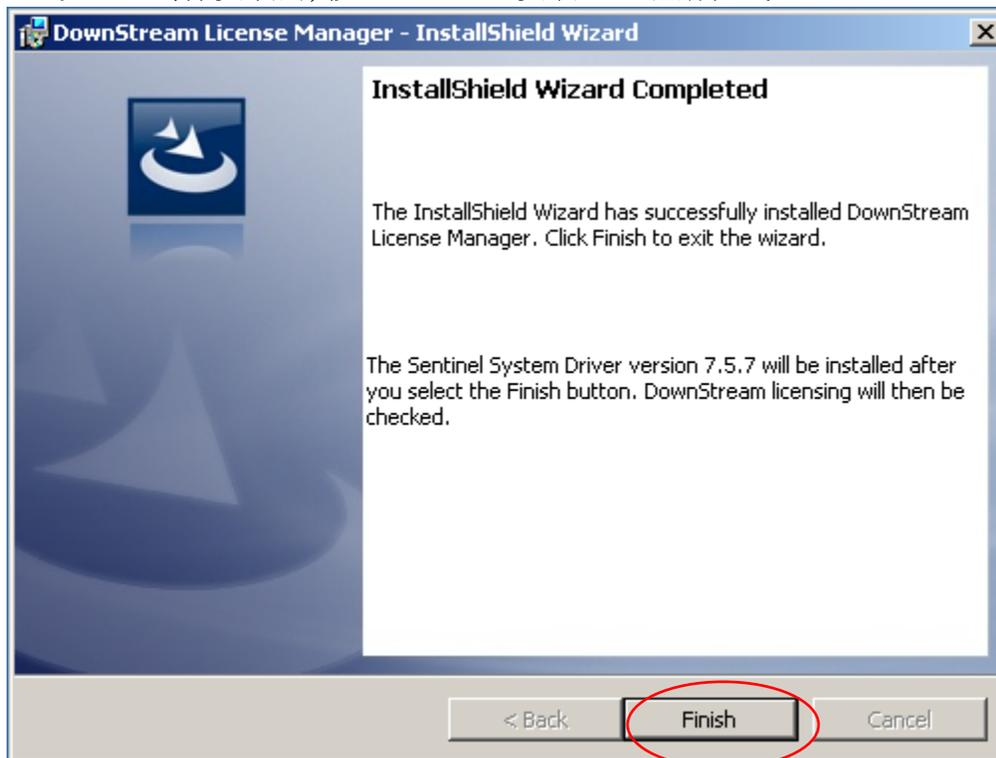 DownStream License Manager - InstallShield Wizard
InstallShield Wizard Completed
The InstallShield Wizard has successfully installed DownStream
License Manager. Click Finish to exit the wizard.
The Sentinel System Driver version 7.5.7 will be installed after
you select the Finish button. DownStream licensing will then be
checked.
< Back
Finish
Cancel